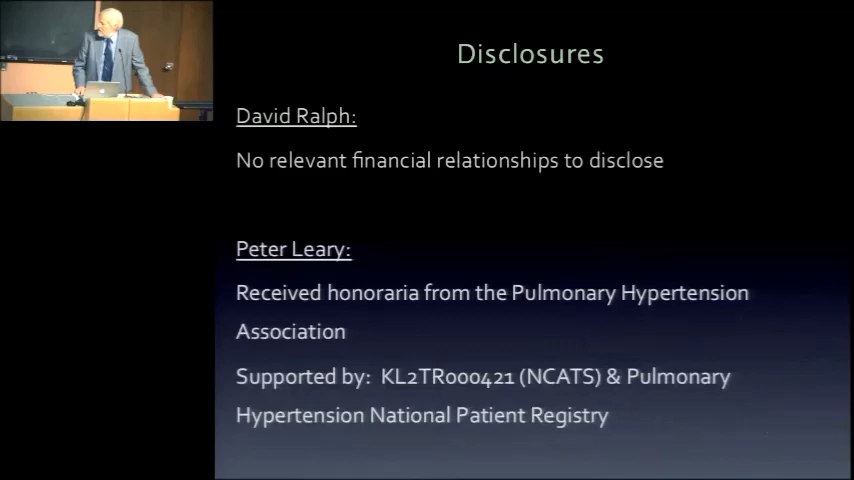 Disclosures
David Ralph:
No relevant financial relationships to disclose
Peter Leary:
Received honoraria from the Pulmonary Hypertension
Association
Supported by: KL2TR000421 (NCATS) & Pulmonary
Hypertension National Patient Registry